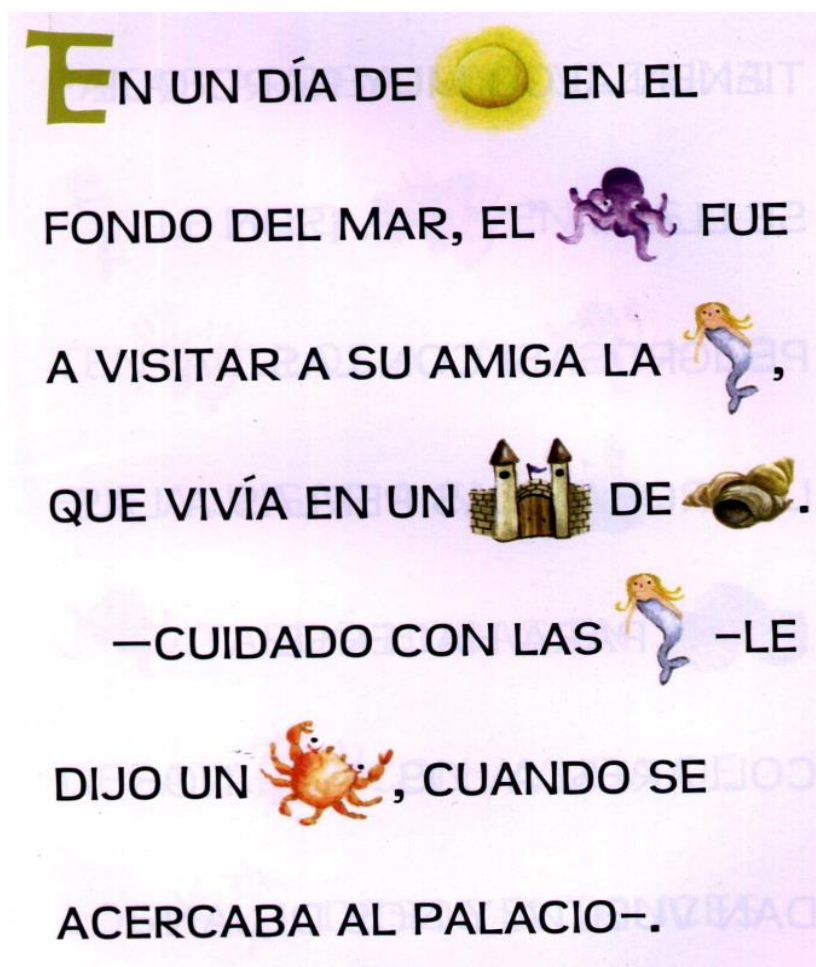 EN UN DÍA DE EN EL
FONDO DEL MAR, EL FUE
A VISITAR A SU AMIGA LA ,
QUE VIVÍA EN UN DE .
—CUIDADO CON LAS –LE
DIJO UN , CUANDO SE
ACERCABA AL PALACIO–.